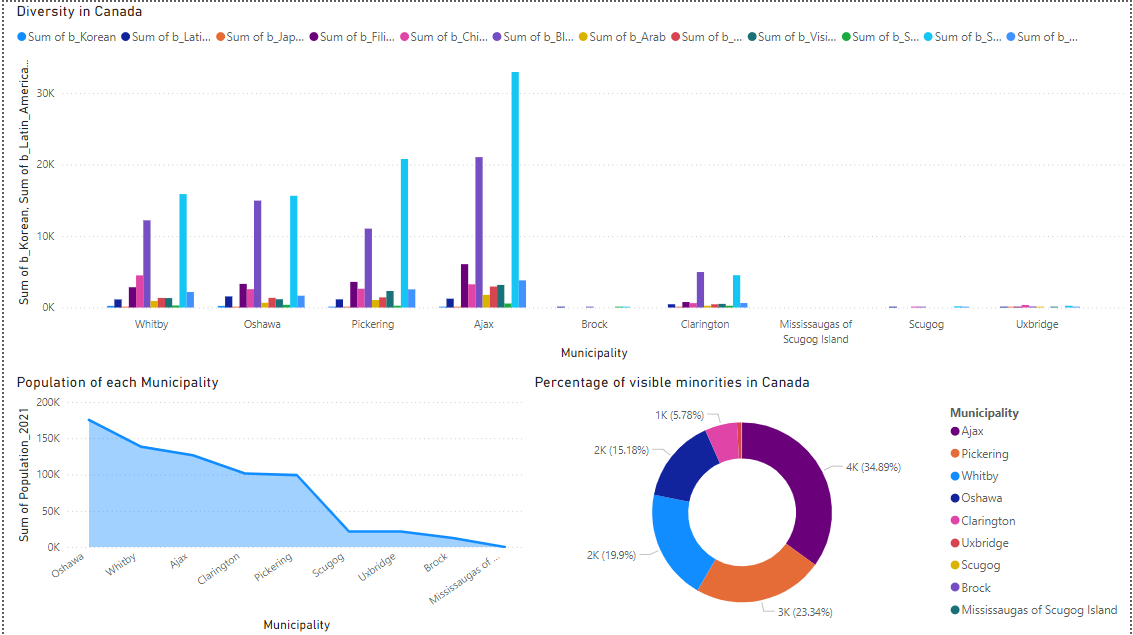 Diversity in Canada
Sum of b_Korean Sum of b_Lati... Sum of b_Jap... Sum of b_Fili... Sum of b_Chi... Sum of b_Bl... Sum of b_Arab Sum of b_... Sum of b_Visi... Sum of b_S... Sum of b_S... Sum of b_...
Sum of b_Korean, Sum of b_Latin_America...
30K
20K
10K
0K
Whitby Oshawa Pickering Ajax Brock Clarington Mississaugas of Scugog Uxbridge
Scugog Island
Municipality
Population of each Municipality
Sum of Population_2021
200K
150K
100K
50K
0K
Oshawa Whitby Ajax Clarington Pickering Scugog Uxbridge Brock Mississaugas of ...
Municipality
Percentage of visible minorities in Canada
1K (5.78%)
2K (15.18%)
4K (34.89%)
2K (19.9%)
3K (23.34%)
Municipality
Ajax
Pickering
Whitby
Oshawa
Clarington
Uxbridge
Scugog
Brock
Mississaugas of Scugog Island